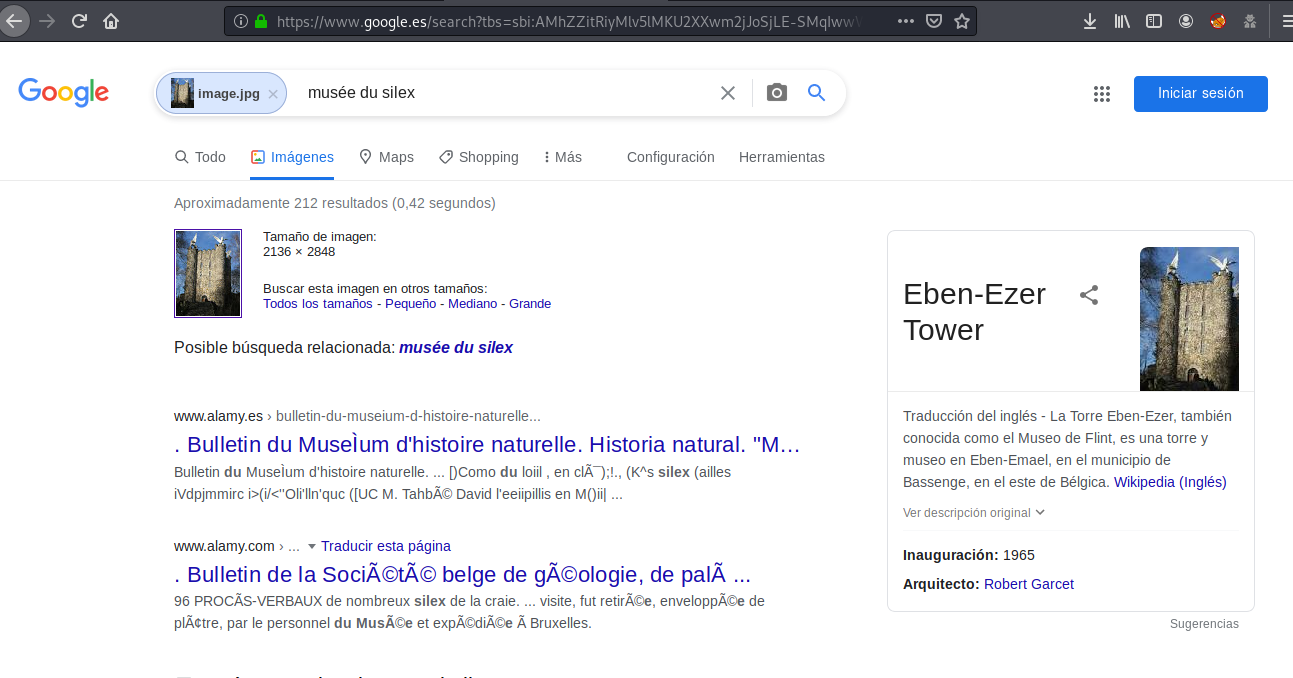 https://www.google.es/search?tbs=sbi:AMhZZitRiyMlv5lMKU2XXwm2jJoSjLE-SMqlww
Google
image.jpg
musée du silex
Iniciar sesión
Todo
Imágenes
Maps
Shopping
Más
Configuración
Herramientas
Aproximadamente 212 resultados (0,42 segundos)
Tamaño de imagen:
2136 × 2848
Buscar esta imagen en otros tamaños:
Todos los tamaños - Pequeño - Mediano - Grande
Posible búsqueda relacionada: musée du silex
www.alamy.es › bulletin-du-museium-d-histoire-naturelle...
. Bulletin du MuseÌum d'histoire naturelle. Historia natural. "M...
Bulletin du MuseÌum d'histoire naturelle. ... [)Como du loiil , en clÃ¯);!., (K^s silex (ailles
iVdpjmmirc i>(i/<''Oli'lln'quc ([UC M. TahbÃ© David l'eeiipillis en M()ii| ...
www.alamy.com › ... Traducir esta página
. Bulletin de la SociÃ©tÃ© belge de gÃ©ologie, de palÃ ...
96 PROCÃS-VERBAUX de nombreux silex de la craie. ... visite, fut retirÃ©e, enveloppÃ©e de
plÃ¢tre, par le personnel du MusÃ©e et expÃ©diÃ©e Ã Bruxelles.
Eben-Ezer
Tower
Traducción del inglés - La Torre Eben-Ezer, también
conocida como el Museo de Flint, es una torre y
museo en Eben-Emael, en el municipio de
Bassenge, en el este de Bélgica. Wikipedia (Inglés)
Ver descripción original
Inauguración: 1965
Arquitecto: Robert Garcet
Sugerencias